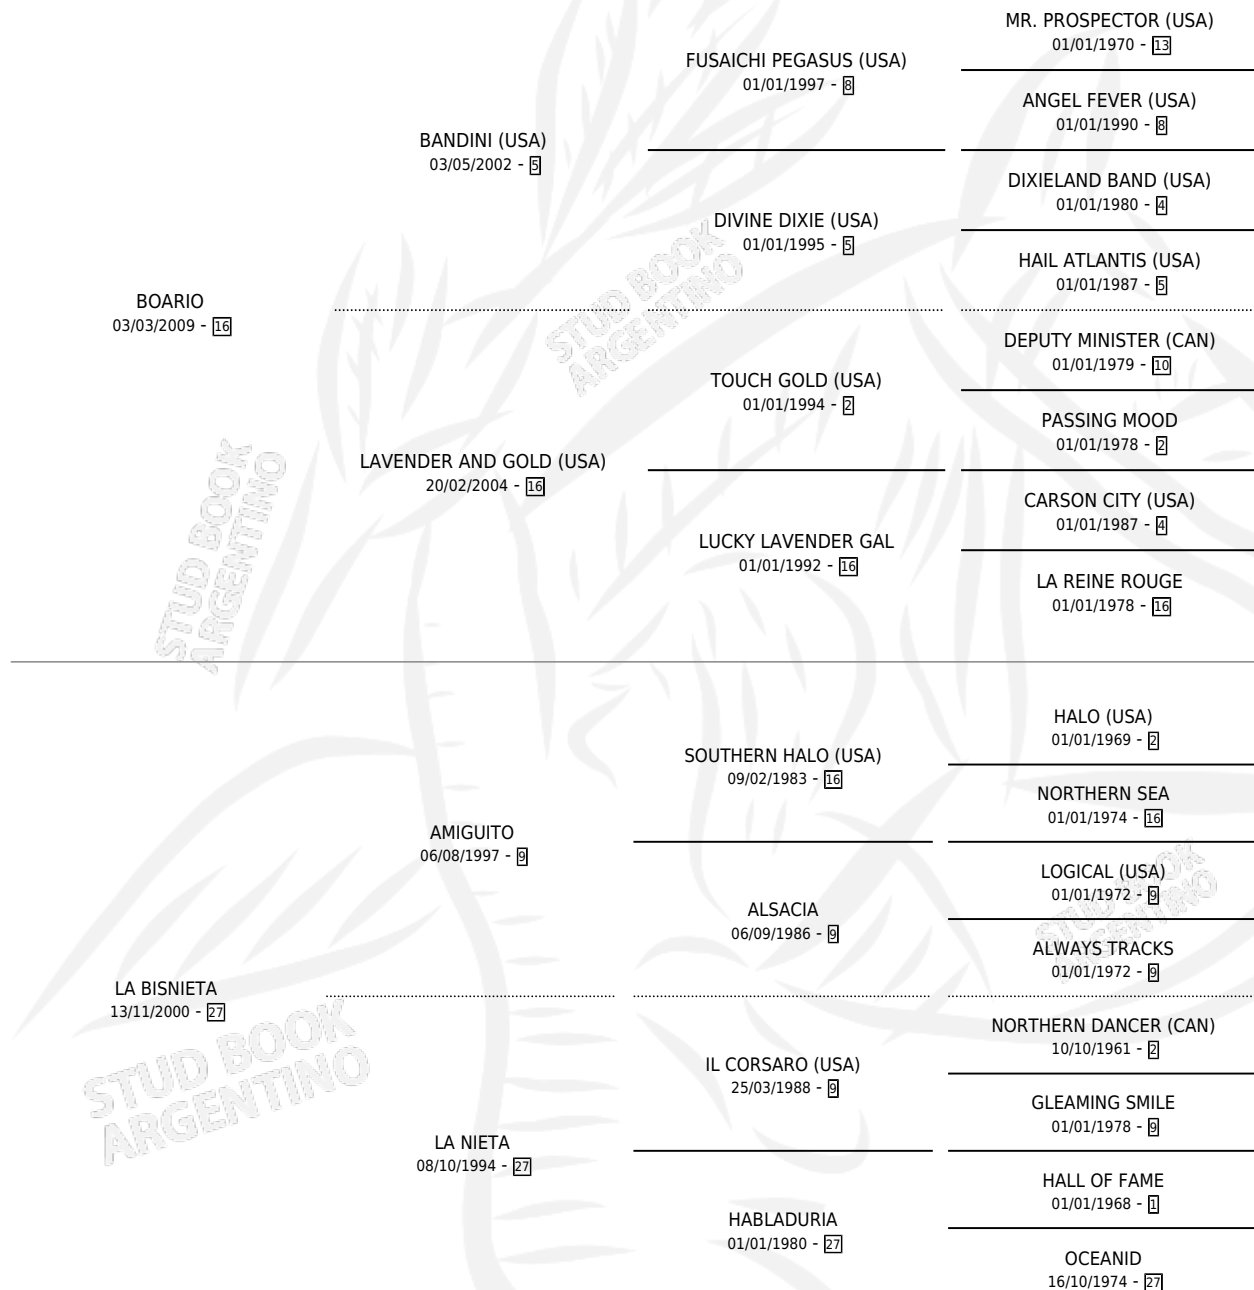 MR. PROSPECTOR (USA)
01/01/1970 - 13
FUSAICHI PEGASUS (USA)
01/01/1997 - 8
ANGEL FEVER (USA)
01/01/1990 - 8
BANDINI (USA)
03/05/2002 - 5
DIXIELAND BAND (USA)
01/01/1980 - 4
DIVINE DIXIE (USA)
01/01/1995 - 5
HAIL ATLANTIS (USA)
01/01/1987 - 5
BOARIO
03/03/2009 - 16
DEPUTY MINISTER (CAN)
01/01/1979 - 10
TOUCH GOLD (USA)
01/01/1994 - 2
PASSING MOOD
01/01/1978 - 2
LAVENDER AND GOLD (USA)
20/02/2004 - 16
CARSON CITY (USA)
01/01/1987 - 4
LUCKY LAVENDER GAL
01/01/1992 - 16
LA REINE ROUGE
01/01/1978 - 16
HALO (USA)
01/01/1969 - 2
SOUTHERN HALO (USA)
09/02/1983 - 16
NORTHERN SEA
01/01/1974 - 16
AMIGUITO
06/08/1997 - 9
LOGICAL (USA)
01/01/1972 - 9
ALSACIA
06/09/1986 - 9
ALWAYS TRACKS
01/01/1972 - 9
LA BISNIETA
13/11/2000 - 27
NORTHERN DANCER (CAN)
10/10/1961 - 2
IL CORSARO (USA)
25/03/1988 - 9
GLEAMING SMILE
01/01/1978 - 9
LA NIETA
08/10/1994 - 27
HALL OF FAME
01/01/1968 - 1
HABLADURIA
01/01/1980 - 27
OCEANID
16/10/1974 - 27
STUD BOOK
ARGENTINO
STUD BOOK
ARGENTINO
STUD BOOK
ARGENTINO
STUD BOOK
ARGENTINO